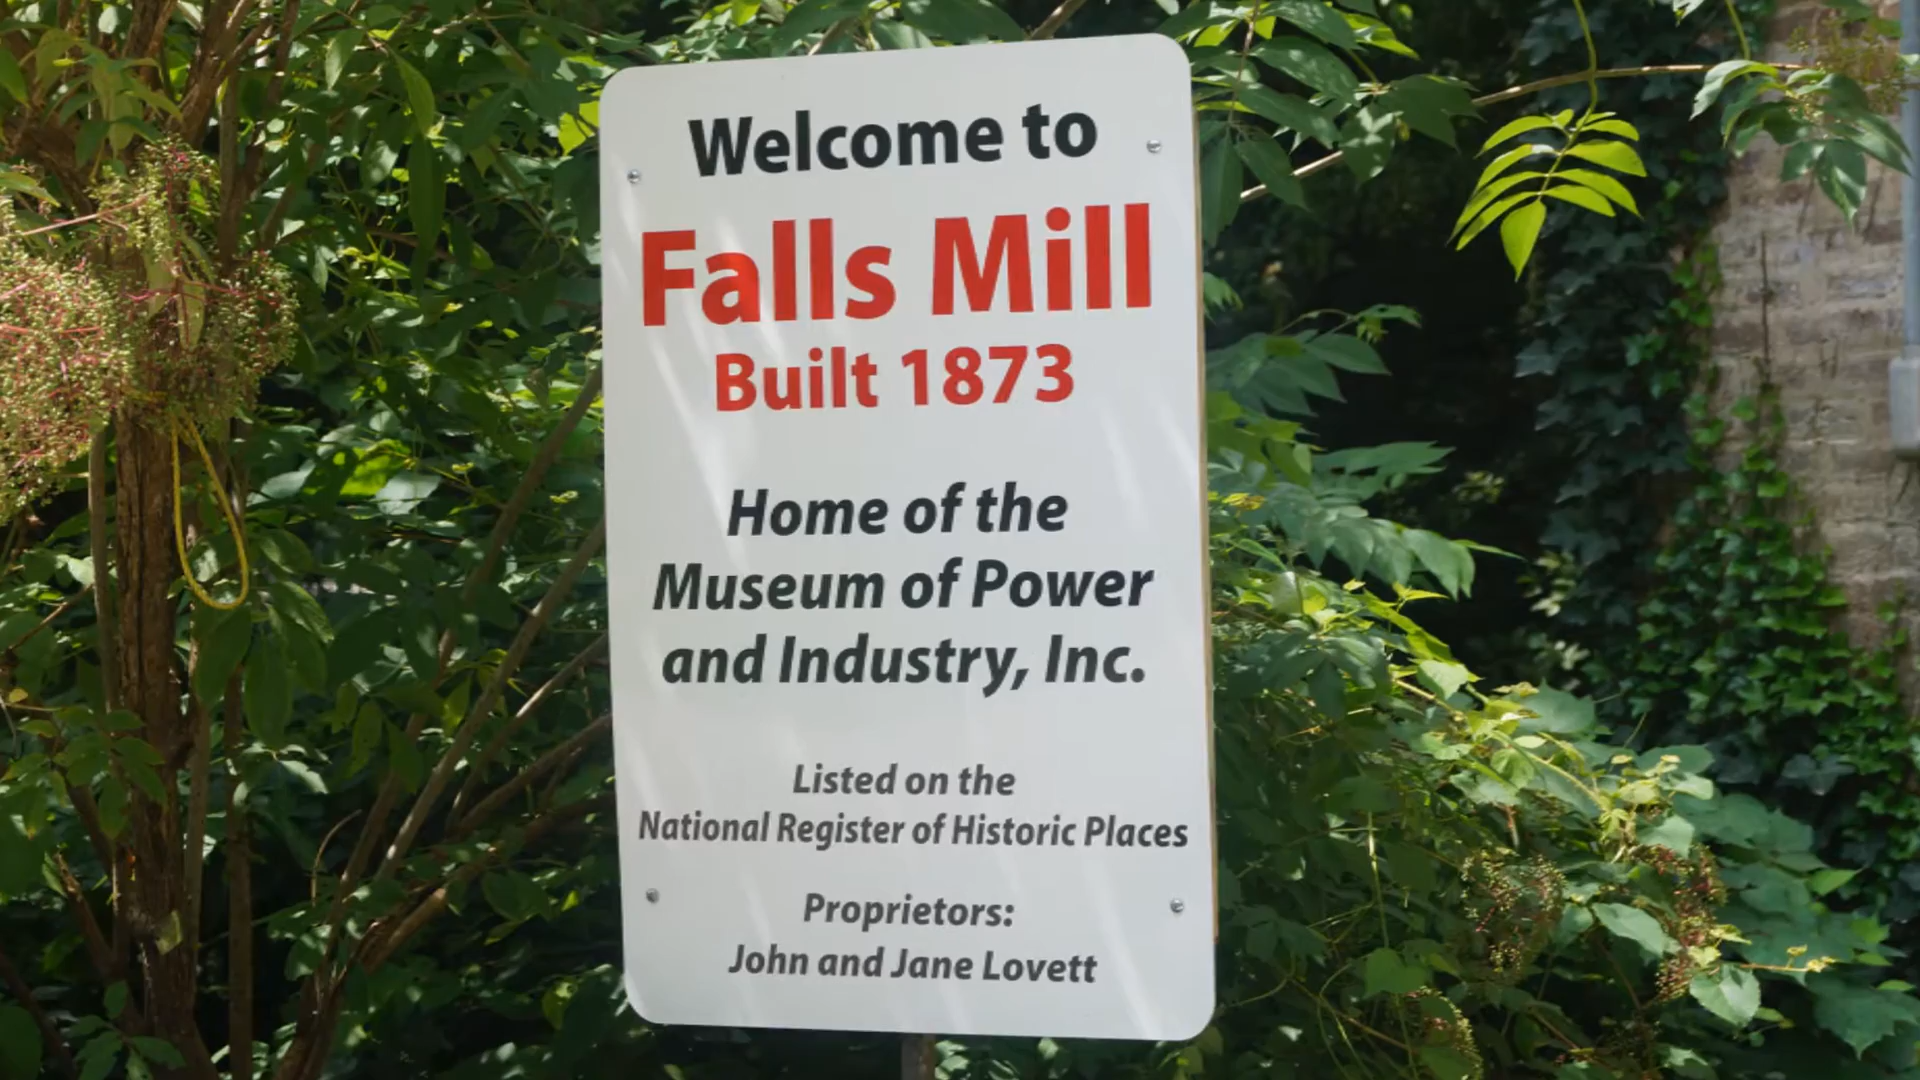 Welcome to
Falls Mill
Built 1873
Home of the
Museum of Power
and Industry, Inc.
Listed on the
National Register of Historic Places
Proprietors:
John and Jane Lovett